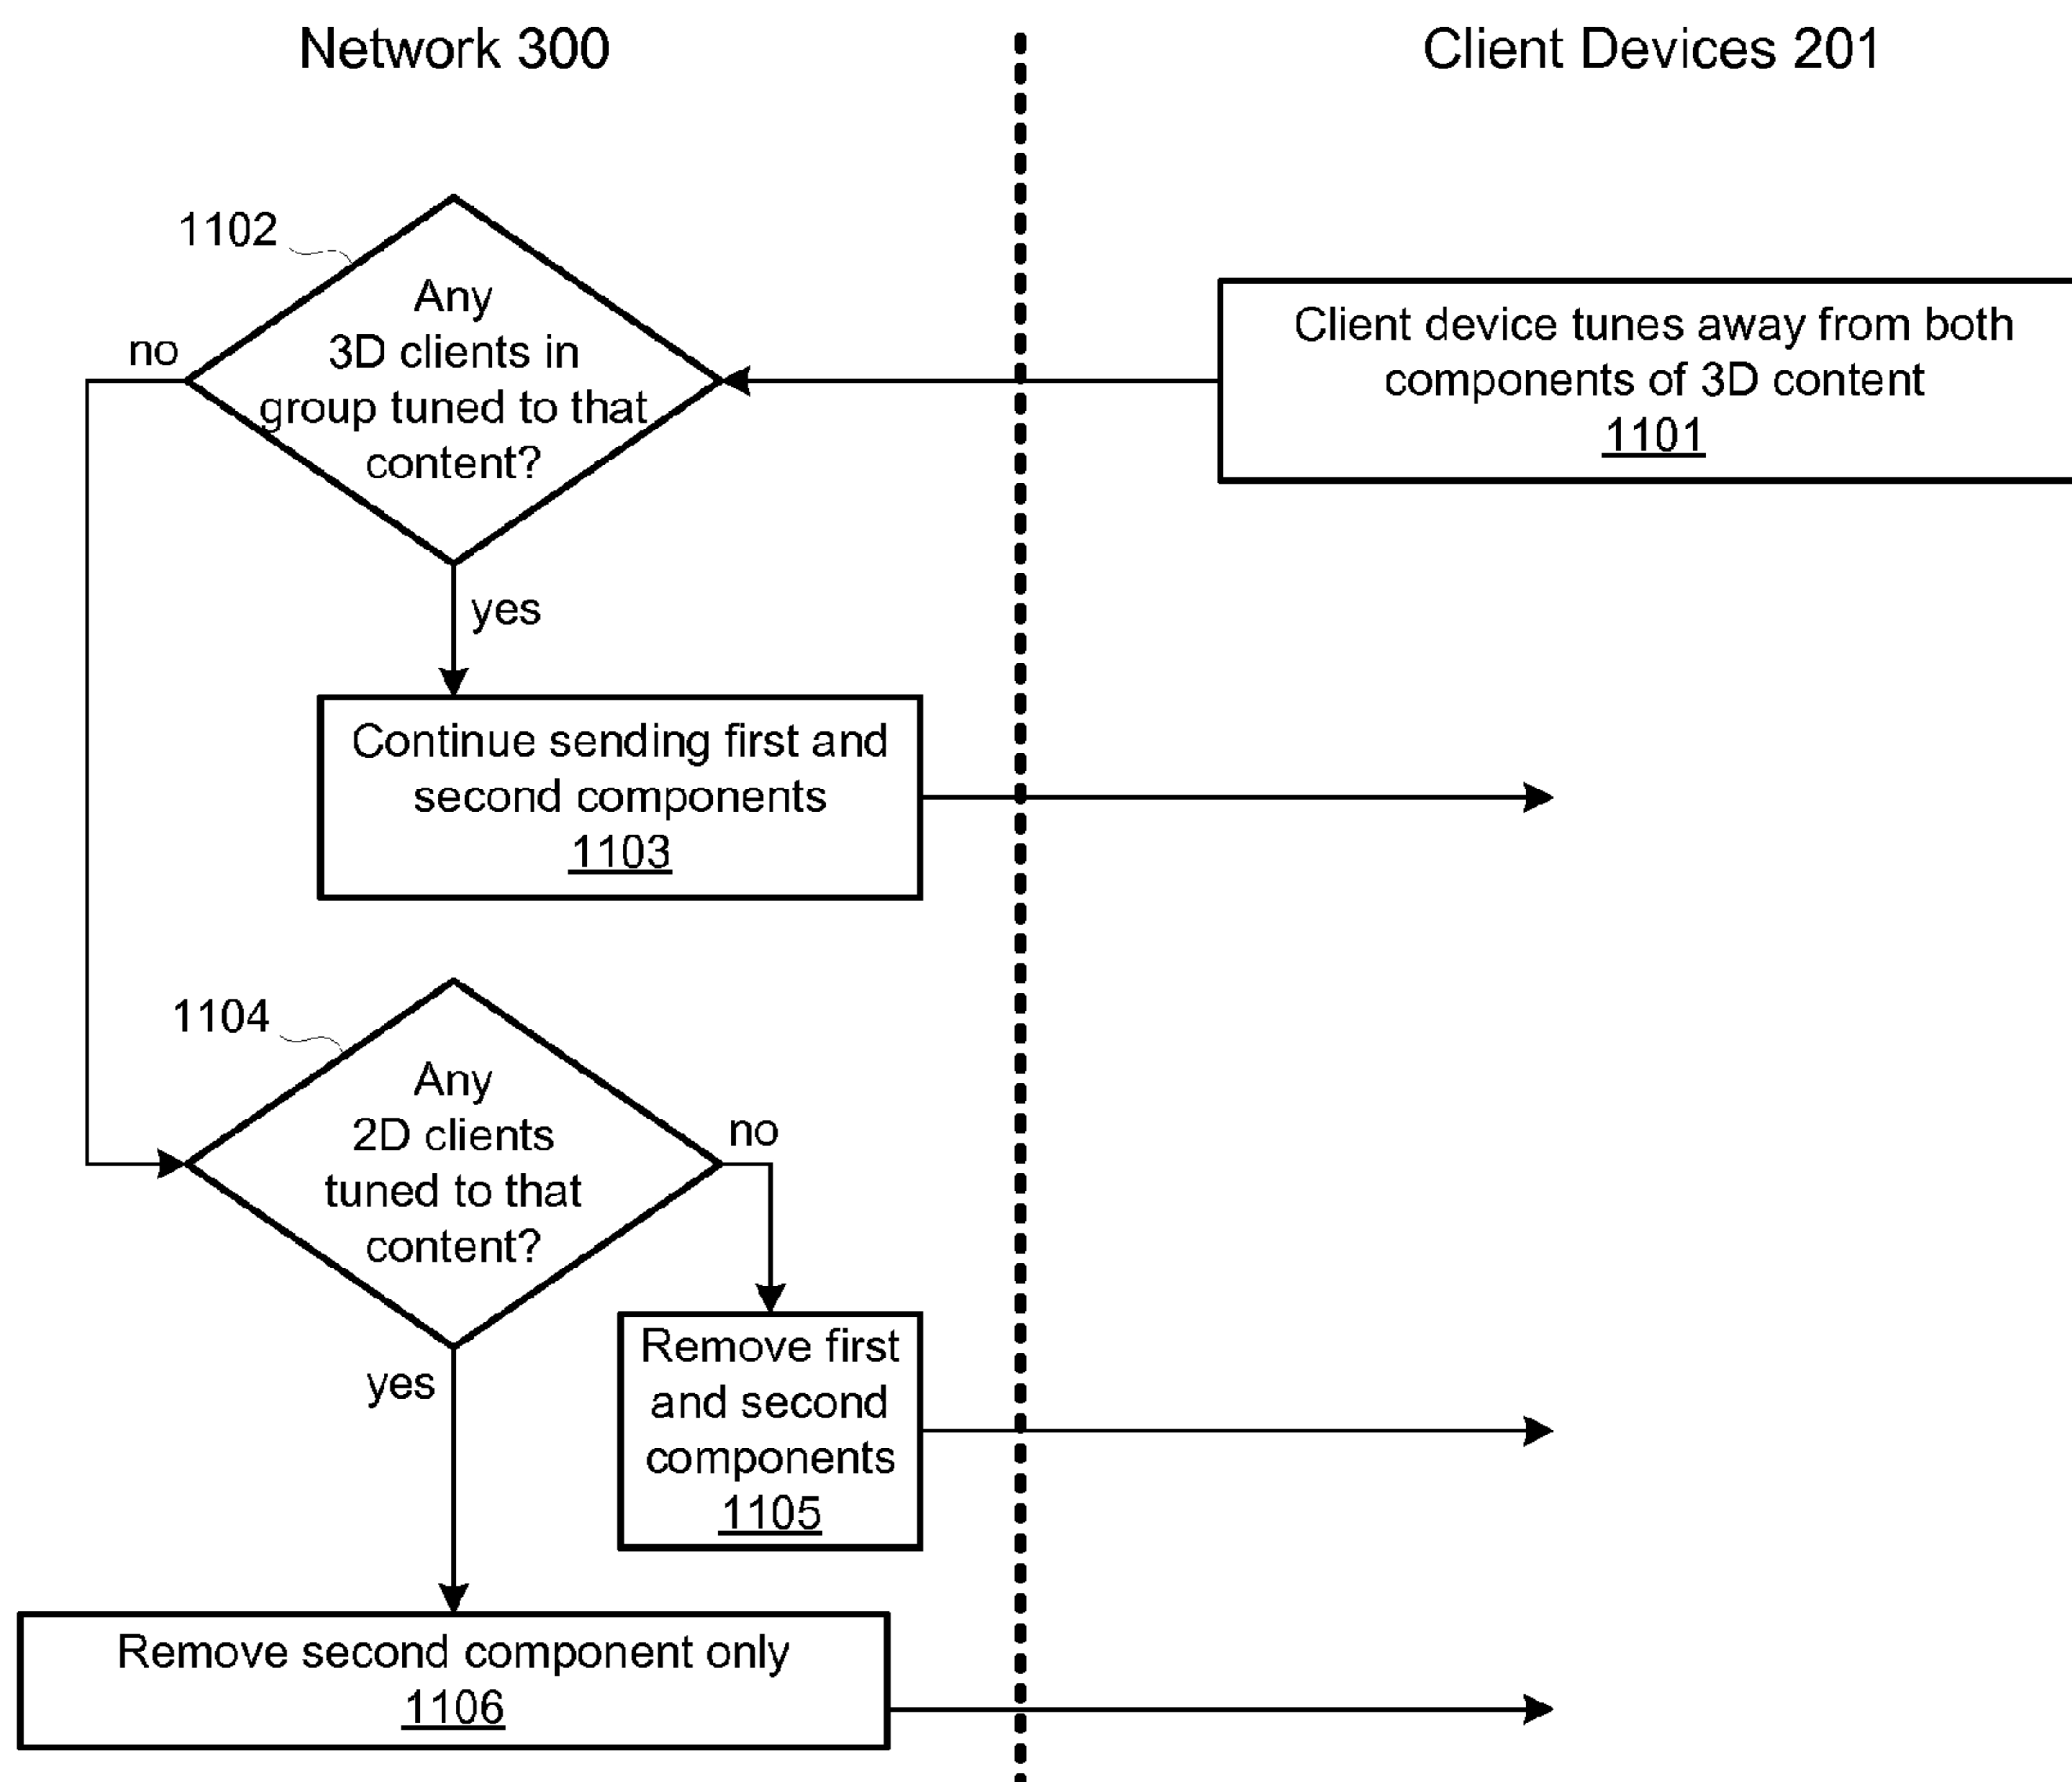 Network 300
Client Devices 201
1102
Any
3D clients in
group tuned to that
content?
no
yes
Client device tunes away from both
components of 3D content
1101
Continue sending first and
second components
1103
1104
Any
2D clients
tuned to that
content?
no
yes
Remove first
and second
components
1105
Remove second component only
1106